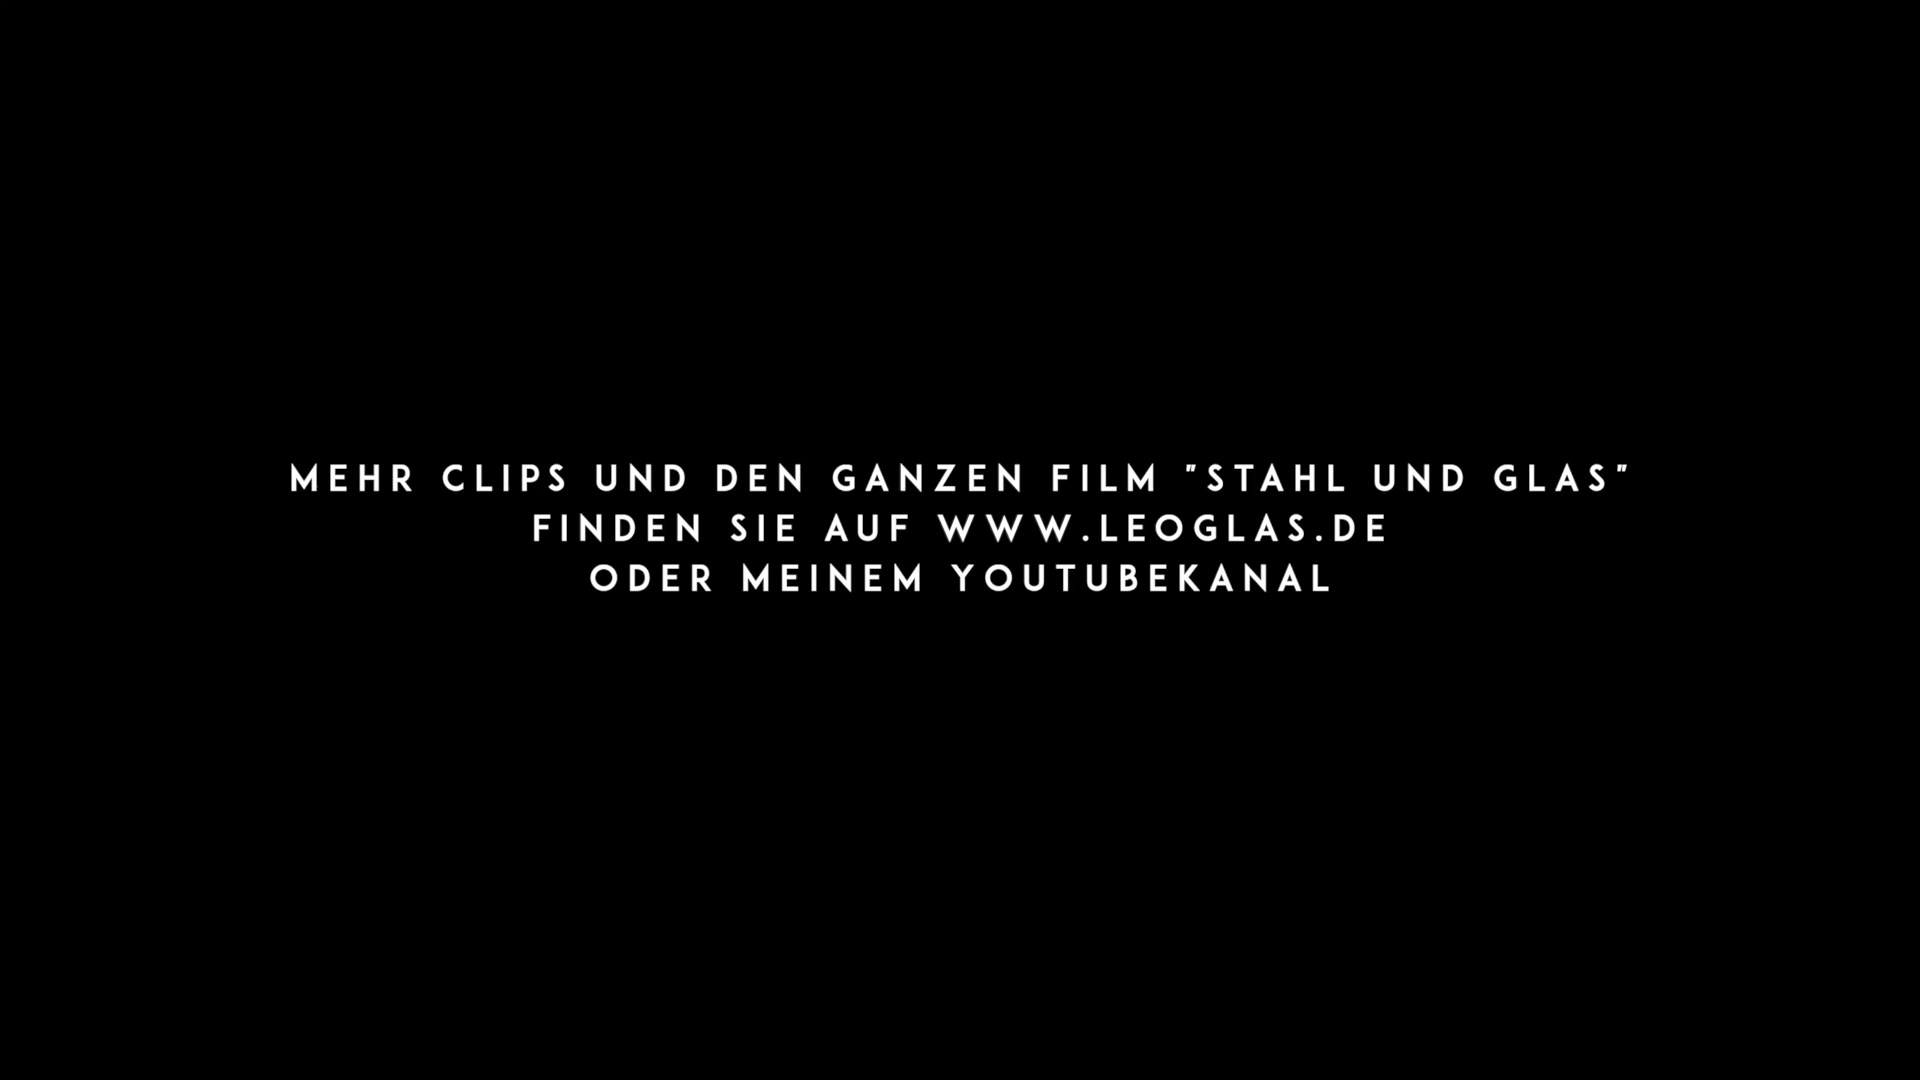 MEHR CLIPS UND DEN GANZEN FILM "STAHL UND GLAS"
FINDEN SIE AUF WWW.LEOGLAS.DE
ODER MEINEM YOUTUBEKANAL